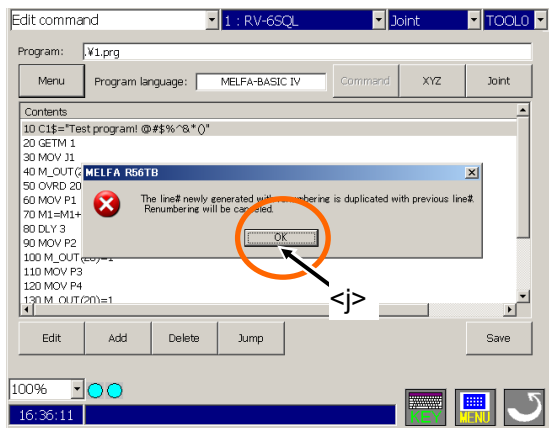 Edit command 1 : RV-6SQL Joint TOOL0
Program: .¥1.prg
Menu Program language: MELFA-BASIC IV Command XYZ Joint
Contents
10 C1$="Test program! @#$%^&*()"
20 GETM 1
30 MOV J1
40 M_OUT(2
MELFA R56TB
50 OVRD 20
60 MOV P1
The line# newly generated with renumbering is duplicated with previous line#.
Renumbering will be canceled.
70 M1=M1+
80 DLY 3
OK
90 MOV P2
100 M_OUT(20)=1
110 MOV P3
120 MOV P4
<j>
130 M_OUT(20)=1
Edit Add Delete Jump Save
100%
16:36:11
KEY MENU